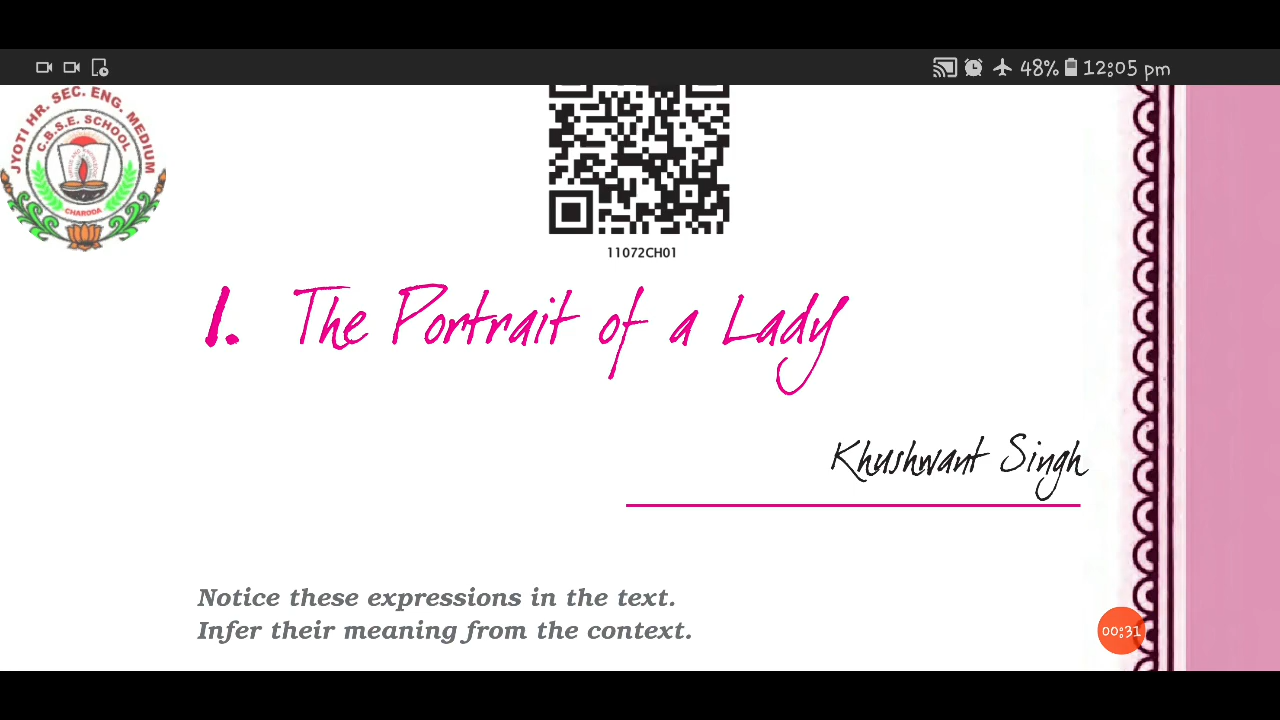 48% 12:05 pm
JYOTI HR. SEC. ENG. MEDIUM
C.B.S.E. SCHOOL
CHARODA
11072CH01
1. The Portrait of a Lady
Khushwant Singh
Notice these expressions in the text.
Infer their meaning from the context.
00:31